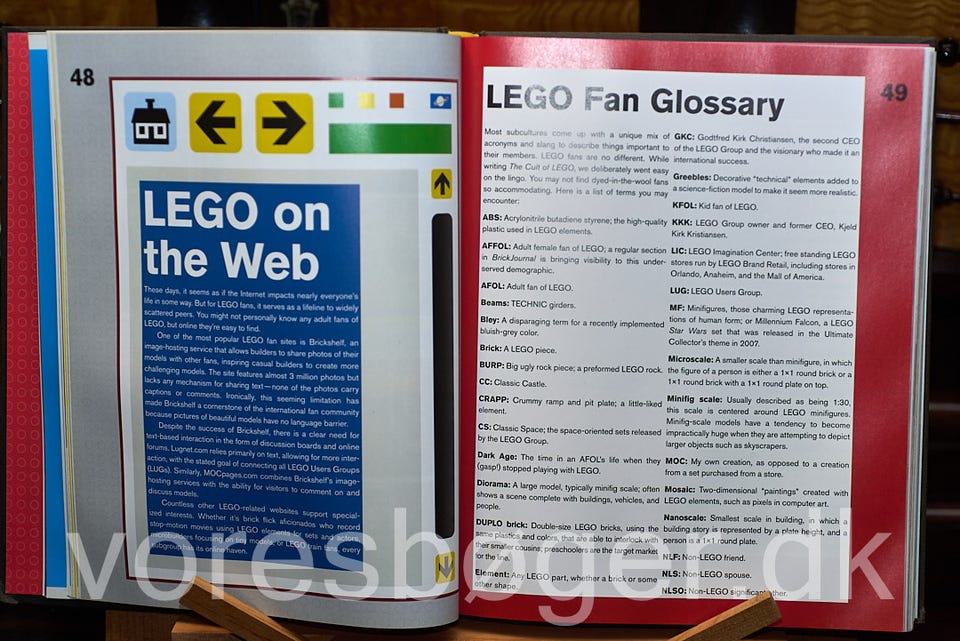 48
LEGO on
the Web
These days, it seems as if the Internet impacts nearly everyone's
life in some way. But for LEGO fans, it serves as a lifeline to widely
scattered peers. You might not personally know any adult fans of
LEGO, but online they're easy to find.
One of the most popular LEGO fan sites is Brickshelf, an
image-hosting service that allows builders to share photos of their
models with other fans, inspiring casual builders to create more
challenging models. The site features almost 3 million photos but
lacks any mechanism for sharing text—none of the photos carry
captions or comments. Ironically, this seeming limitation has
made Brickshelf a cornerstone of the international fan community
because pictures of beautiful models have no language barrier.
Despite the success of Brickshelf, there is a clear need for
text-based interaction in the form of discussion boards and online
forums. Lugnet.com relies primarily on text, allowing for more inter-
action, with the stated goal of connecting all LEGO Users Groups
(LUGs). Similarly, MOCpages.com combines Brickshelf's image-
hosting services with the ability for visitors to comment on and
discuss models.
Countless other LEGO-related websites support special-
ized interests. Whether it's brick flick aficionados who record
stop-motion movies using LEGO elements as sets and actors,
websites focusing on
models, or LEGO train fans, every
subgroup has its online haven.
49
LEGO Fan Glossary
Most subcultures come up with a unique mix of
acronyms and slang to describe things important to
their members. LEGO fans are no different. While
writing The Cult of LEGO, we deliberately went easy
on the lingo. You may not find dyed-in-the-wool fans
so accommodating. Here is a list of terms you may
encounter:
ABS: Acrylonitrile butadiene styrene; the high-quality
plastic used in LEGO elements.
AFFOL: Adult female fan of LEGO; a regular section
in BrickJournal is bringing visibility to this under-
served demographic.
AFOL: Adult fan of LEGO.
Beams: TECHNIC girders.
Bley: A disparaging term for a recently implemented
bluish-grey color.
Brick: A LEGO piece.
BURP: Big ugly rock piece; a preformed LEGO rock.
CC: Classic Castle.
CRAPP: Crummy ramp and pit plate; a little-liked
element.
CS: Classic Space; the space-oriented sets released
by the LEGO Group.
Dark Age: The time in an AFOL's life when they
(gasp!) stopped playing with LEGO.
Diorama: A large model, typically minifig scale; often
shows a scene complete with buildings, vehicles, and
people.
DUPLO brick: Double-size LEGO bricks, using the
same plastics and colors, that are able to interlock with
their smaller cousins; preschoolers are the target market
for the line.
Element: Any LEGO part, whether a brick or some
other shape.
GKC: Godtfred Kirk Christiansen, the second CEO
of the LEGO Group and the visionary who made it an
international success.
Greebles: Decorative "technical" elements added to
a science-fiction model to make it seem more realistic.
KFOL: Kid fan of LEGO.
KKK: LEGO Group owner and former CEO, Kjeld
Kirk Kristiansen.
LIC: LEGO Imagination Center; free standing LEGO
stores run by LEGO Brand Retail, including stores in
Orlando, Anaheim, and the Mall of America.
LUG: LEGO Users Group.
MF: Minifigures, those charming LEGO representa-
tions of human form; or Millennium Falcon, a LEGO
Star Wars set that was released in the Ultimate
Collector's theme in 2007.
Microscale: A smaller scale than minifigure, in which
the figure of a person is either a 1×1 round brick or a
1×1 round brick with a 1×1 round plate on top.
Minifig scale: Usually described as being 1:30,
this scale is centered around LEGO minifigures.
Minifig-scale models have a tendency to become
impractically huge when they are attempting to depict
larger objects such as skyscrapers.
MOC: My own creation, as opposed to a creation
from a set purchased from a store.
Mosaic: Two-dimensional "paintings" created with
LEGO elements, such as pixels in computer art.
Nanoscale: Smallest scale in building, in which a
building story is represented by a plate height, and a
person is a 1×1 round plate.
NLF: Non-LEGO friend.
NLS: Non-LEGO spouse.
NLSO: Non-LEGO significant other.
voresbøger.dk